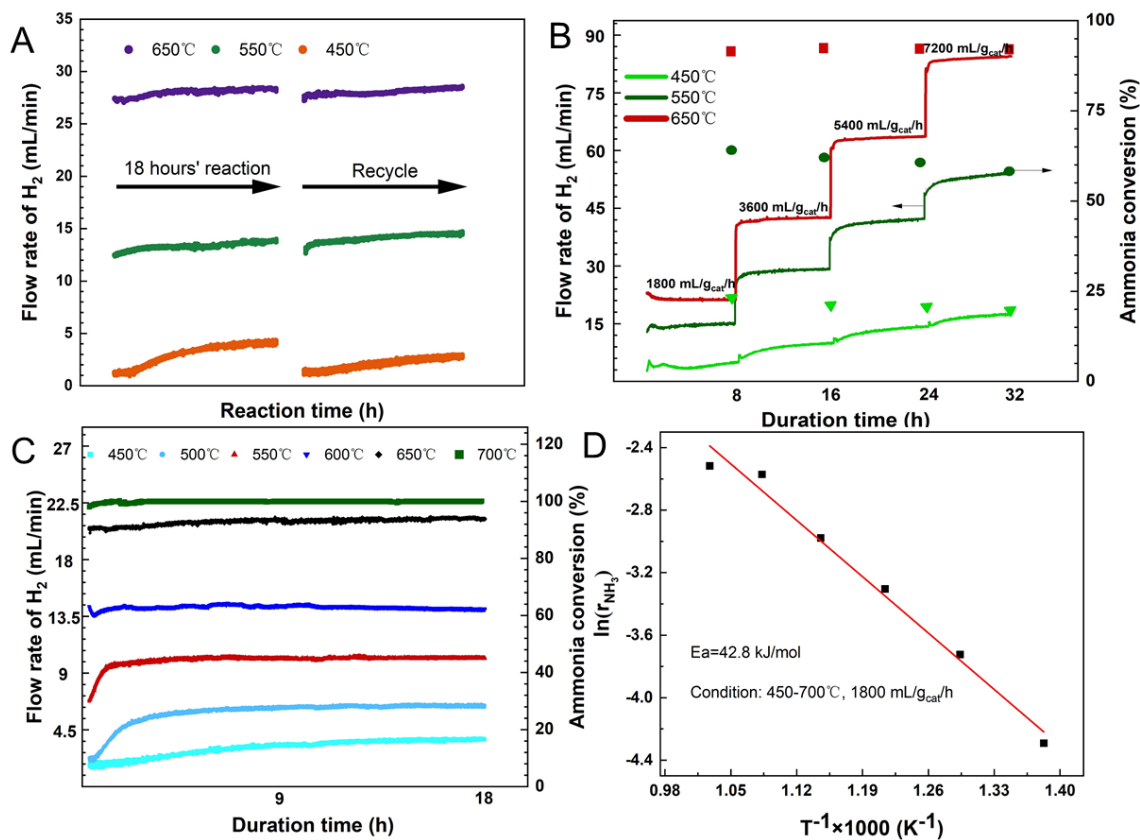 A
35
30
25
20
15
10
5
0
Flow rate of H₂ (mL/min)
650℃ 550℃ 450℃
18 hours' reaction
Recycle
Reaction time (h)
B
90
75
60
45
30
15
Flow rate of H₂ (mL/min)
450℃
550℃
650℃
1800 mL/gcat/h
3600 mL/gcat/h
5400 mL/gcat/h
7200 mL/gcat/h
100
75
50
25
0
Ammonia conversion (%)
8 16 24 32
Duration time (h)
C
27
22.5
18
13.5
9
4.5
Flow rate of H₂ (mL/min)
450℃ 500℃ 550℃ 600℃ 650℃ 700℃
120
100
80
60
40
20
0
Ammonia conversion (%)
9 18
Duration time (h)
D
-2.4
-2.8
-3.2
-3.6
-4.0
-4.4
ln(rNH₃)
Ea=42.8 kJ/mol
Condition: 450-700℃, 1800 mL/gcat/h
0.98 1.05 1.12 1.19 1.26 1.33 1.40
T⁻¹×1000 (K⁻¹)